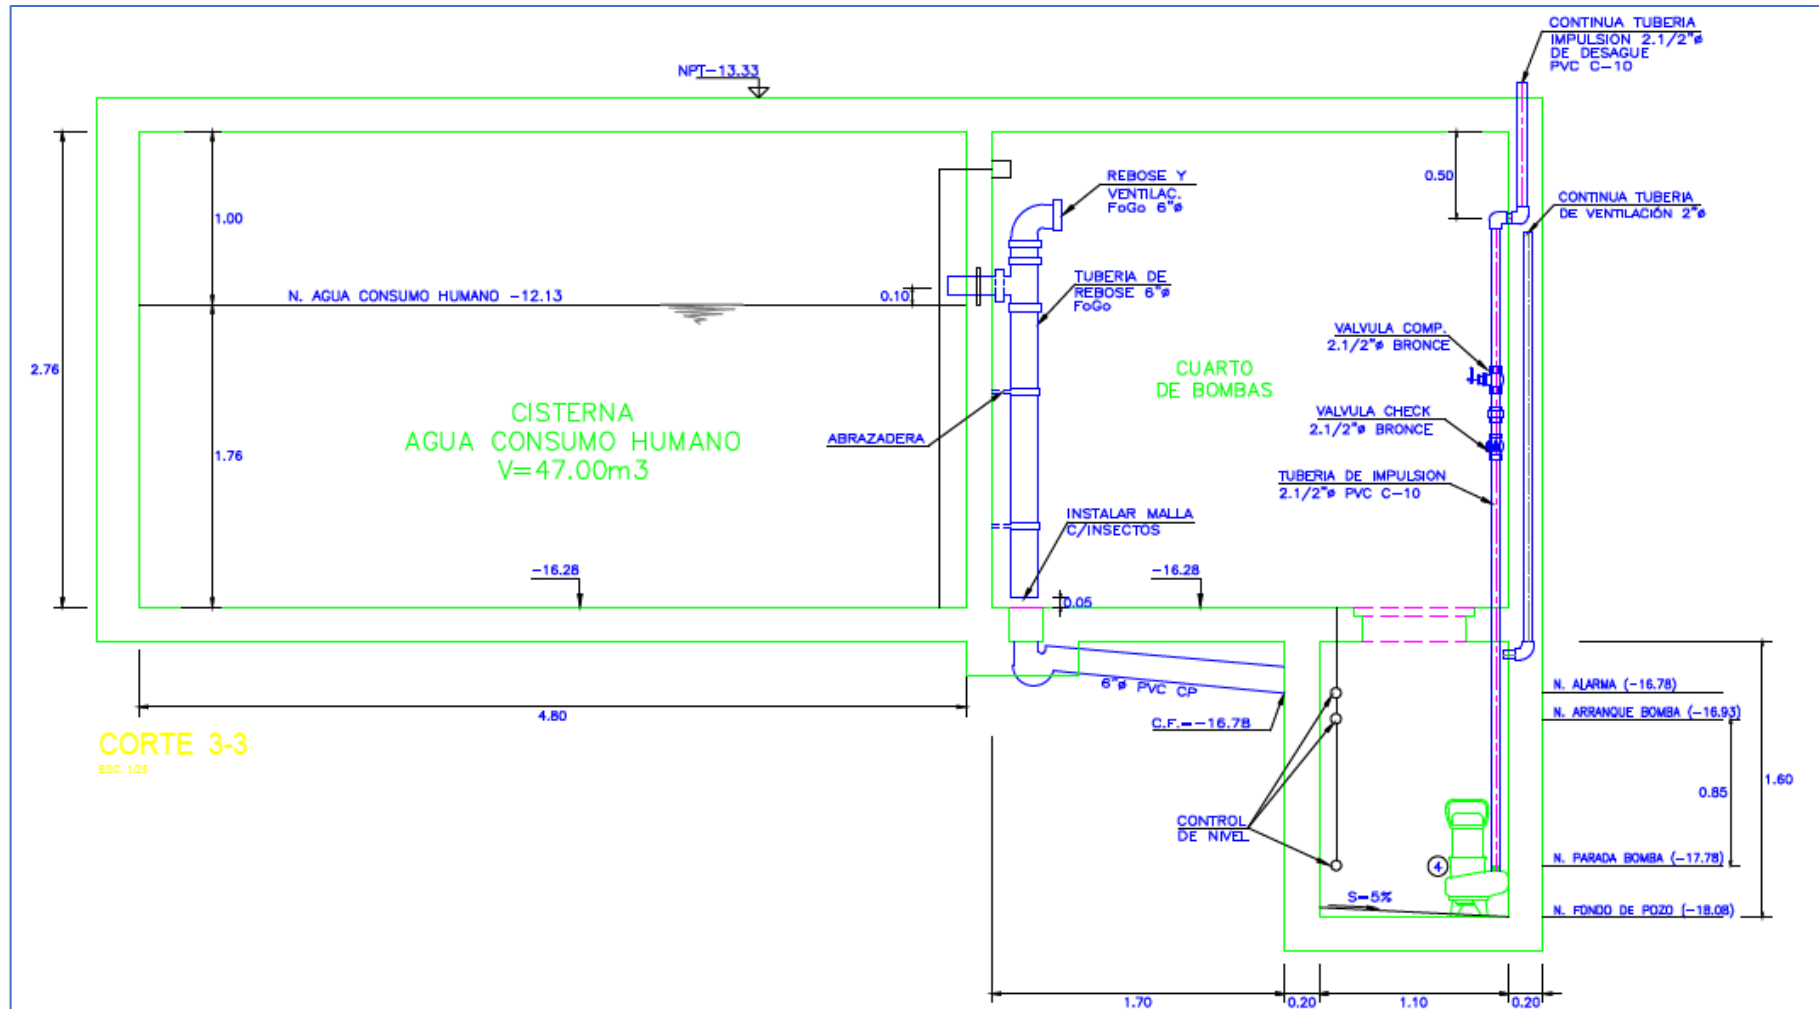 CONTINUA TUBERIA
IMPULSION 2.1/2"ø
DE DESAGUE
PVC C-10
NPT-13.33
1.00
REBOSE Y
VENTILAC.
FoGo 6"ø
0.50
CONTINUA TUBERIA
DE VENTILACIÓN 2"ø
N. AGUA CONSUMO HUMANO -12.13
0.10
TUBERIA DE
REBOSE 6"ø
FoGo
VALVULA COMP.
2.1/2"ø BRONCE
2.76
CUARTO
DE BOMBAS
CISTERNA
AGUA CONSUMO HUMANO
V=47.00m3
ABRAZADERA
VALVULA CHECK
2.1/2"ø BRONCE
1.76
TUBERIA DE IMPULSION
2.1/2"ø PVC C-10
INSTALAR MALLA
C/INSECTOS
-16.28
-16.28
0.05
6"ø PVC CP
C.F.=-16.78
4.80
N. ALARMA (-16.78)
N. ARRANQUE BOMBA (-16.93)
CORTE 3-3
ESC. 1/25
1.60
0.85
CONTROL
DE NIVEL
4
N. PARADA BOMBA (-17.78)
S=5%
N. FONDO DE POZO (-18.08)
1.70
0.20
1.10
0.20